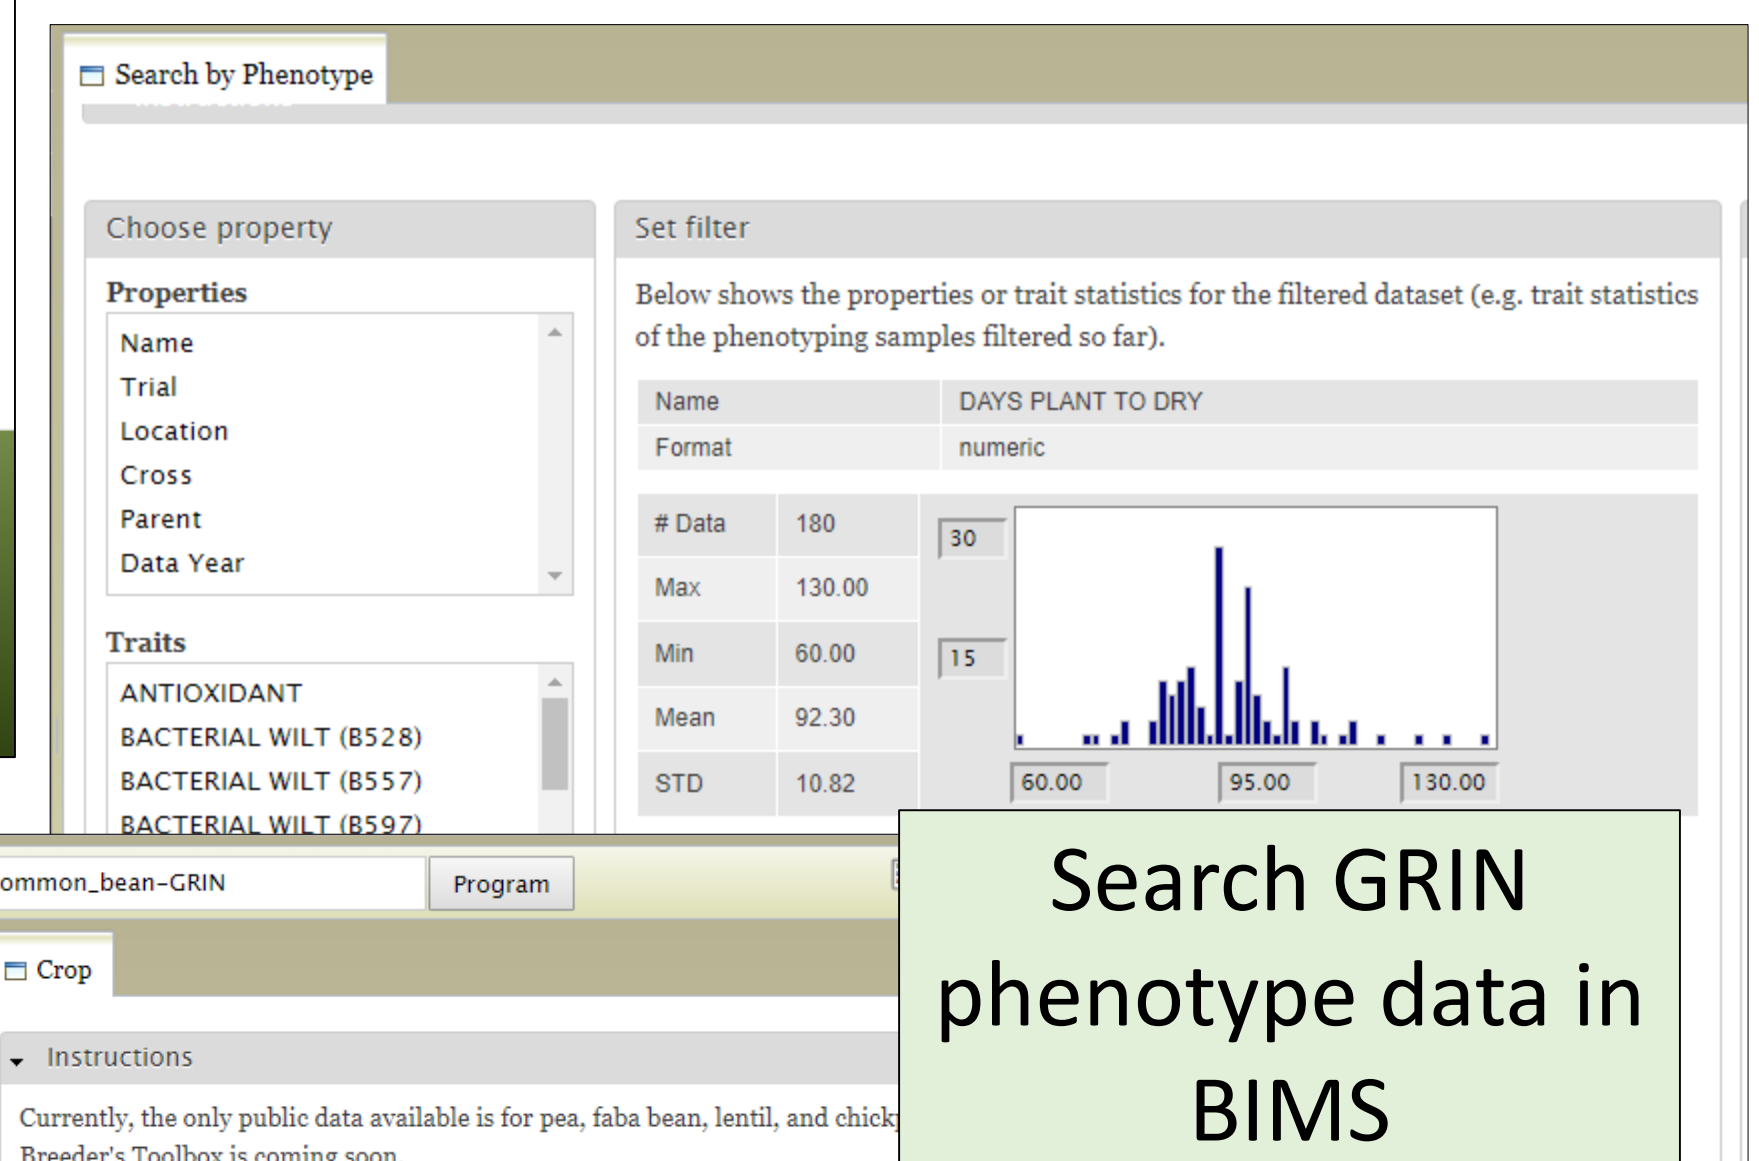 Search by Phenotype
Choose property
Properties
Name
Trial
Location
Cross
Parent
Data Year
Traits
ANTIOXIDANT
BACTERIAL WILT (B528)
BACTERIAL WILT (B557)
BACTERIAL WILT (B597)
Set filter
Below shows the properties or trait statistics for the filtered dataset (e.g. trait statistics
of the phenotyping samples filtered so far).
Name DAYS PLANT TO DRY
Format numeric
# Data 180
Max 130.00
Min 60.00
Mean 92.30
STD 10.82
30
15
60.00 95.00 130.00
ommon_bean-GRIN Program
Crop
Instructions
Currently, the only public data available is for pea, faba bean, lentil, and chick
Breeder's Toolbox is coming soon
Search GRIN
phenotype data in
BIMS